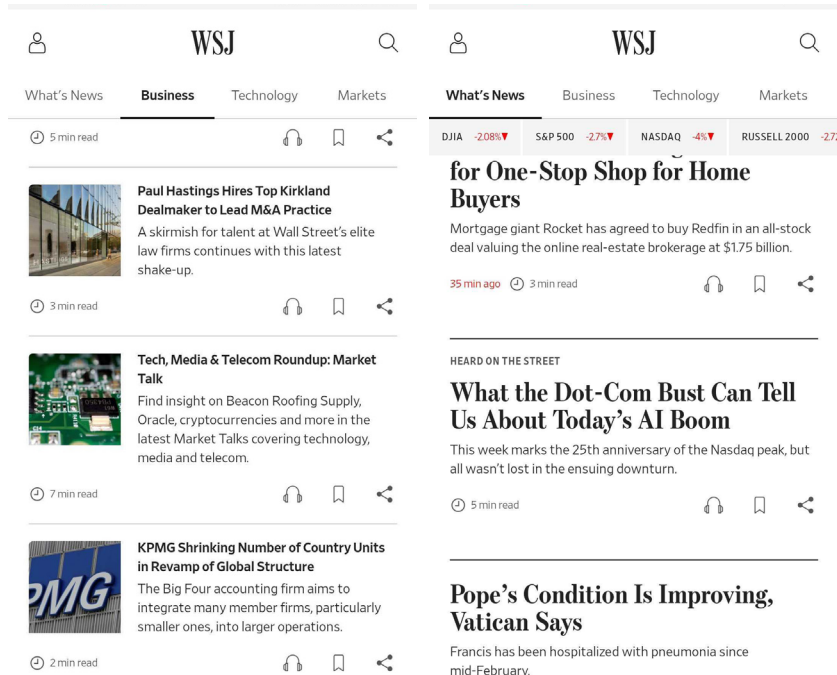 WSJ
What's News
Business
Technology
Markets
5 min read
Paul Hastings Hires Top Kirkland
Dealmaker to Lead M&A Practice
A skirmish for talent at Wall Street's elite
law firms continues with this latest
shake-up.
3 min read
Tech, Media & Telecom Roundup: Market
Talk
Find insight on Beacon Roofing Supply,
Oracle, cryptocurrencies and more in the
latest Market Talks covering technology,
media and telecom.
7 min read
KPMG Shrinking Number of Country Units
in Revamp of Global Structure
The Big Four accounting firm aims to
integrate many member firms, particularly
smaller ones, into larger operations.
2 min read
WSJ
What's News
Business
Technology
Markets
DJIA -2.08%▼ S&P 500 -2.7%▼ NASDAQ -4%▼ RUSSELL 2000 -2.72
for One-Stop Shop for Home
Buyers
Mortgage giant Rocket has agreed to buy Redfin in an all-stock
deal valuing the online real-estate brokerage at $1.75 billion.
35 min ago 3 min read
HEARD ON THE STREET
What the Dot-Com Bust Can Tell
Us About Today's AI Boom
This week marks the 25th anniversary of the Nasdaq peak, but
all wasn't lost in the ensuing downturn.
5 min read
Pope's Condition Is Improving,
Vatican Says
Francis has been hospitalized with pneumonia since
mid-February.